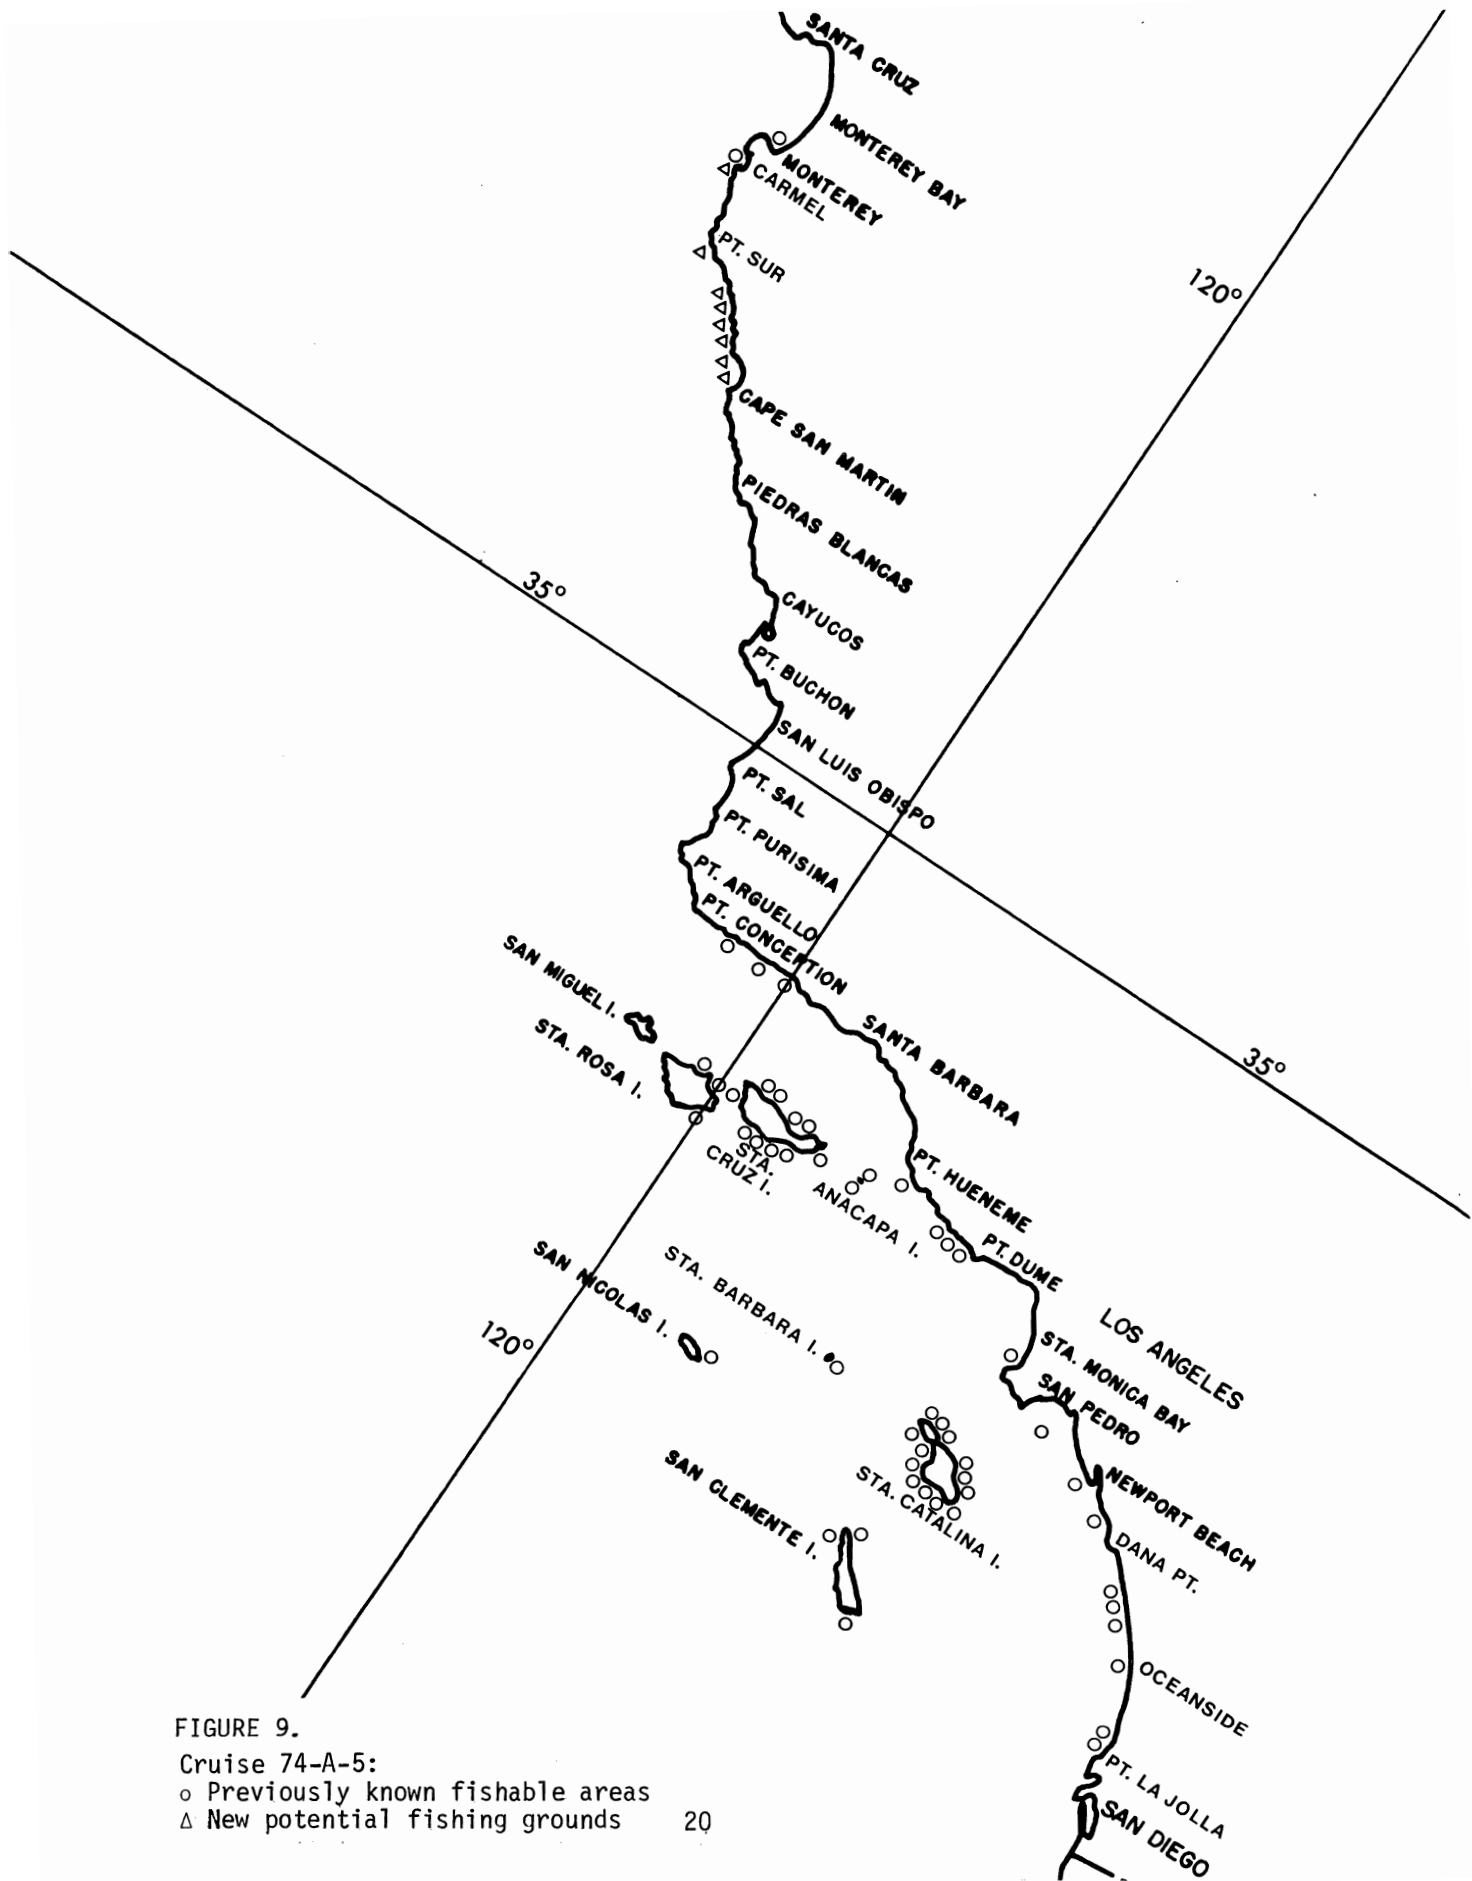 SANTA CRUZ
MONTEREY BAY
MONTEREY
CARMEL
PT. SUR
120°
CAPE SAN MARTIN
PIEDRAS BLANCAS
35°
CAYUCOS
PT. BUCHON
SAN LUIS OBISPO
PT. SAL
PT. PURISIMA
PT. ARGUELLO
PT. CONCEPTION
SAN MIGUEL I.
STA. ROSA I.
SANTA BARBARA
35°
STA.
CRUZ I.
ANACAPA I.
PT. HUENEME
PT. DUME
SAN NICOLAS I.
STA. BARBARA I.
120°
LOS ANGELES
STA. MONICA BAY
SAN PEDRO
SAN CLEMENTE I.
STA. CATALINA I.
NEWPORT BEACH
DANA PT.
OCEANSIDE
PT. LA JOLLA
SAN DIEGO
FIGURE 9.
Cruise 74-A-5:
o Previously known fishable areas
Δ New potential fishing grounds
20